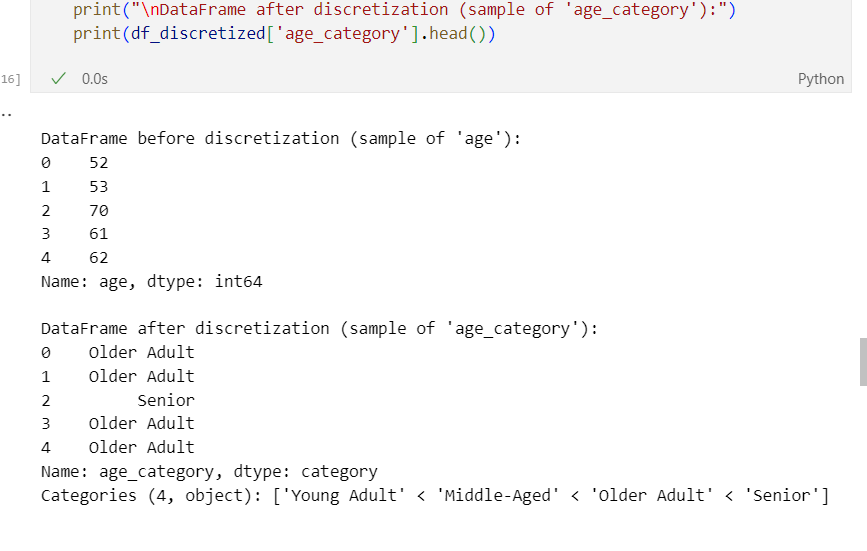 print("\nDataFrame after discretization (sample of 'age_category'):")
print(df_discretized['age_category'].head())
16]
0.0s
Python
..
DataFrame before discretization (sample of 'age'):
0    52
1    53
2    70
3    61
4    62
Name: age, dtype: int64
DataFrame after discretization (sample of 'age_category'):
0    Older Adult
1    Older Adult
2         Senior
3    Older Adult
4    Older Adult
Name: age_category, dtype: category
Categories (4, object): ['Young Adult' < 'Middle-Aged' < 'Older Adult' < 'Senior']